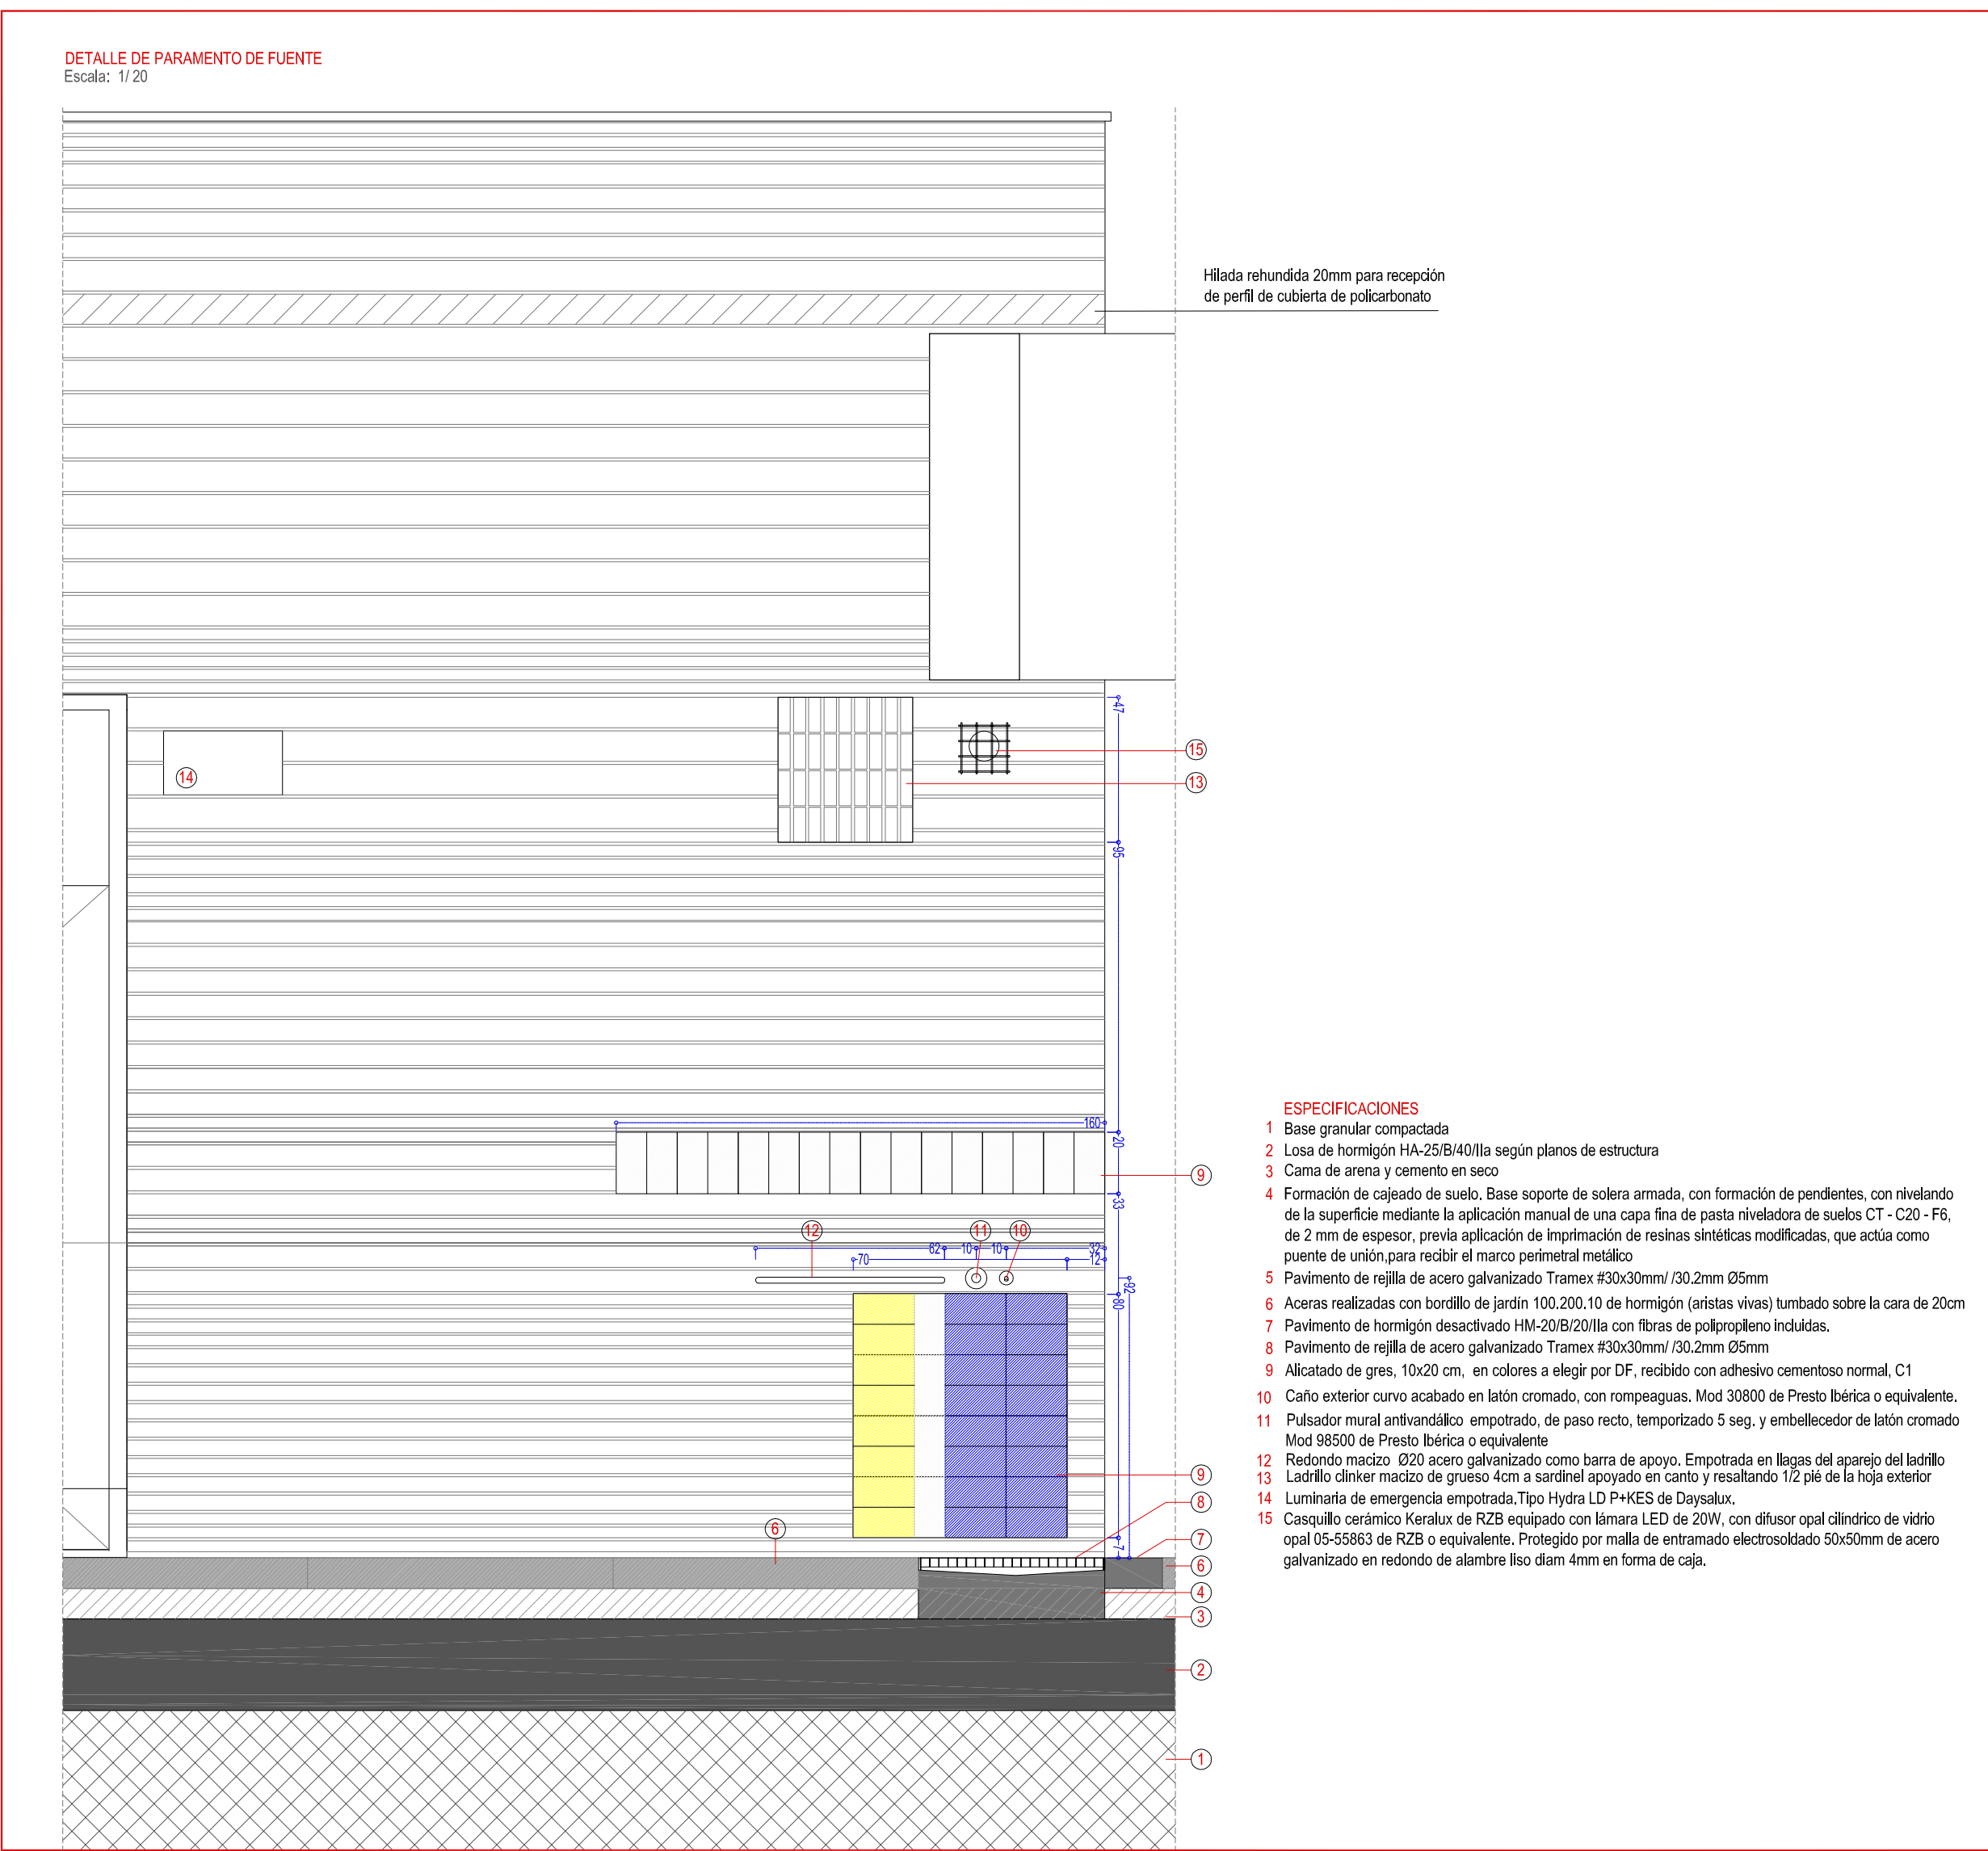 DETALLE DE PARAMENTO DE FUENTE
Escala: 1/ 20
Hilada rehundida 20mm para recepción
de perfil de cubierta de policarbonato
47
15
14
13
95
160
20
9
33
12
11
10
62
10
10
32
70
12
92
80
9
8
6
7
7
6
4
3
2
1
ESPECIFICACIONES
1 Base granular compactada
2 Losa de hormigón HA-25/B/40/IIa según planos de estructura
3 Cama de arena y cemento en seco
4 Formación de cajeado de suelo. Base soporte de solera armada, con formación de pendientes, con nivelando
de la superficie mediante la aplicación manual de una capa fina de pasta niveladora de suelos CT - C20 - F6,
de 2 mm de espesor, previa aplicación de imprimación de resinas sintéticas modificadas, que actúa como
puente de unión,para recibir el marco perimetral metálico
5 Pavimento de rejilla de acero galvanizado Tramex #30x30mm/ /30.2mm Ø5mm
6 Aceras realizadas con bordillo de jardín 100.200.10 de hormigón (aristas vivas) tumbado sobre la cara de 20cm
7 Pavimento de hormigón desactivado HM-20/B/20/IIa con fibras de polipropileno incluidas.
8 Pavimento de rejilla de acero galvanizado Tramex #30x30mm/ /30.2mm Ø5mm
9 Alicatado de gres, 10x20 cm, en colores a elegir por DF, recibido con adhesivo cementoso normal, C1
10 Caño exterior curvo acabado en latón cromado, con rompeaguas. Mod 30800 de Presto Ibérica o equivalente.
11 Pulsador mural antivandálico empotrado, de paso recto, temporizado 5 seg. y embellecedor de latón cromado
Mod 98500 de Presto Ibérica o equivalente
12 Redondo macizo Ø20 acero galvanizado como barra de apoyo. Empotrada en llagas del aparejo del ladrillo
13 Ladrillo clinker macizo de grueso 4cm a sardinel apoyado en canto y resaltando 1/2 pié de la hoja exterior
14 Luminaria de emergencia empotrada,Tipo Hydra LD P+KES de Daysalux.
15 Casquillo cerámico Keralux de RZB equipado con lámara LED de 20W, con difusor opal cilíndrico de vidrio
opal 05-55863 de RZB o equivalente. Protegido por malla de entramado electrosoldado 50x50mm de acero
galvanizado en redondo de alambre liso diam 4mm en forma de caja.